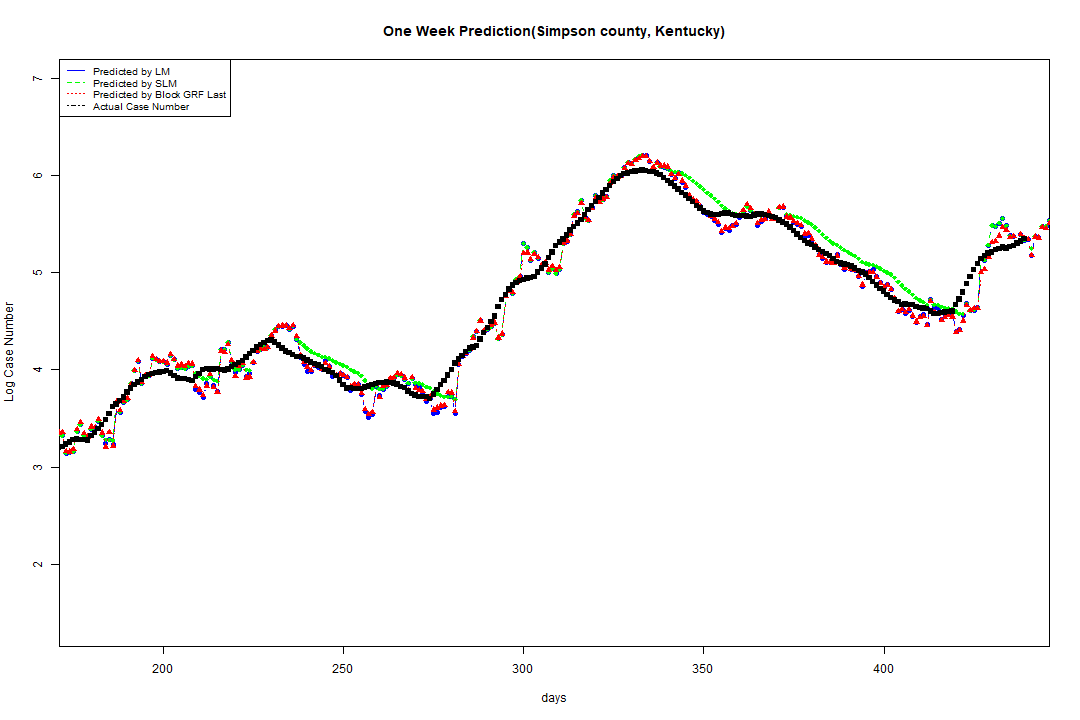 One Week Prediction(Simpson county, Kentucky)
Predicted by LM
Predicted by SLM
Predicted by Block GRF Last
Actual Case Number
Log Case Number
7
6
5
4
3
2
200 250 300 350 400
days